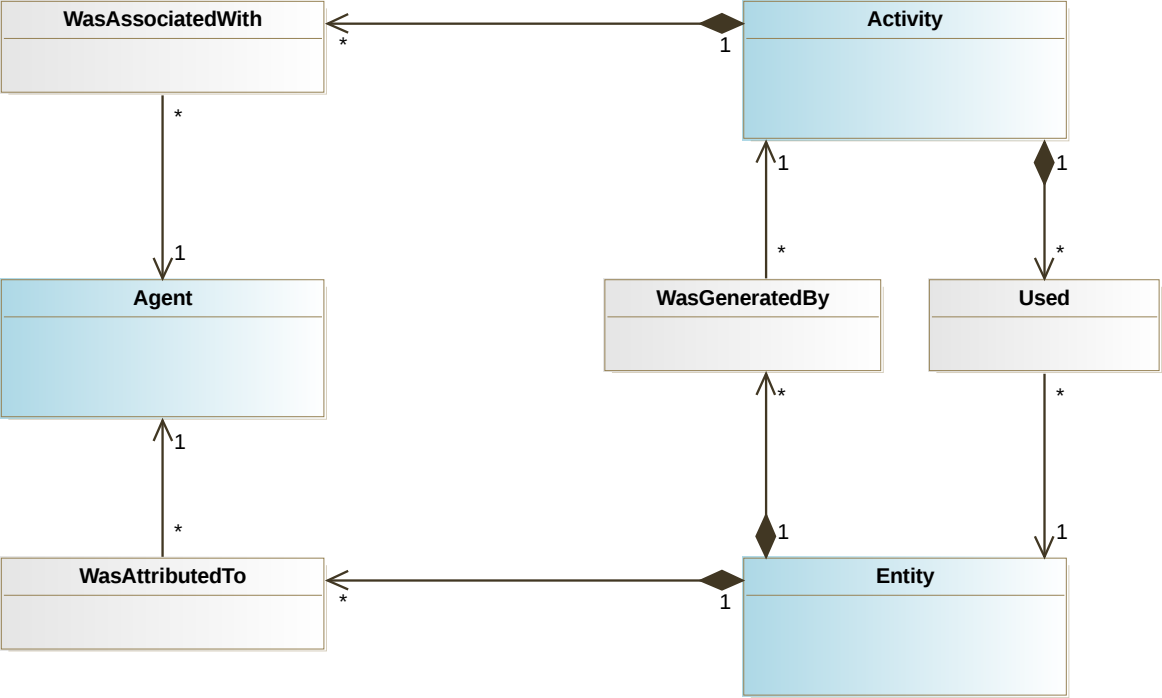 WasAssociatedWith
Activity
* 1
* 1 1
1 * *
Agent
WasGeneratedBy
Used
1 * *
* 1 1
WasAttributedTo
Entity
* 1